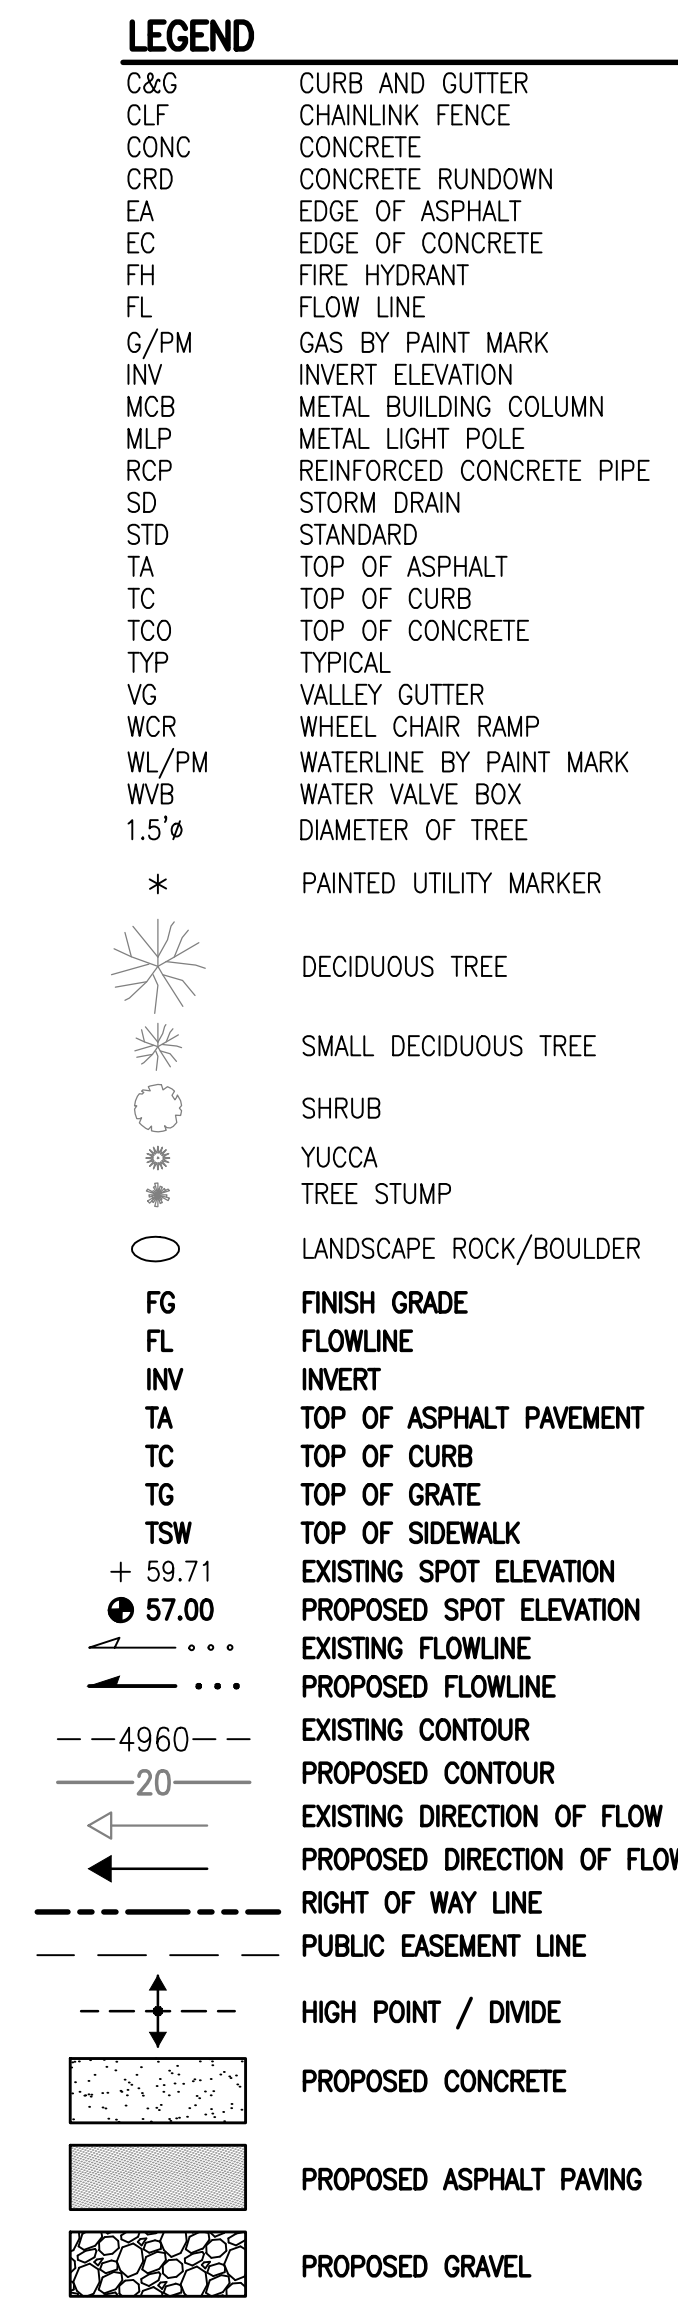 LEGEND
C&G CURB AND GUTTER
CLF CHAINLINK FENCE
CONC CONCRETE
CRD CONCRETE RUNDOWN
EA EDGE OF ASPHALT
EC EDGE OF CONCRETE
FH FIRE HYDRANT
FL FLOW LINE
G/PM GAS BY PAINT MARK
INV INVERT ELEVATION
MCB METAL BUILDING COLUMN
MLP METAL LIGHT POLE
RCP REINFORCED CONCRETE PIPE
SD STORM DRAIN
STD STANDARD
TA TOP OF ASPHALT
TC TOP OF CURB
TCO TOP OF CONCRETE
TYP TYPICAL
VG VALLEY GUTTER
WCR WHEEL CHAIR RAMP
WL/PM WATERLINE BY PAINT MARK
WVB WATER VALVE BOX
1.5'ø DIAMETER OF TREE
* PAINTED UTILITY MARKER
DECIDUOUS TREE
SMALL DECIDUOUS TREE
SHRUB
YUCCA
TREE STUMP
LANDSCAPE ROCK/BOULDER
FG FINISH GRADE
FL FLOWLINE
INV INVERT
TA TOP OF ASPHALT PAVEMENT
TC TOP OF CURB
TG TOP OF GRATE
TSW TOP OF SIDEWALK
+ 59.71 EXISTING SPOT ELEVATION
57.00 PROPOSED SPOT ELEVATION
EXISTING FLOWLINE
PROPOSED FLOWLINE
4960 EXISTING CONTOUR
20 PROPOSED CONTOUR
EXISTING DIRECTION OF FLOW
PROPOSED DIRECTION OF FLOW
RIGHT OF WAY LINE
PUBLIC EASEMENT LINE
HIGH POINT / DIVIDE
PROPOSED CONCRETE
PROPOSED ASPHALT PAVING
PROPOSED GRAVEL